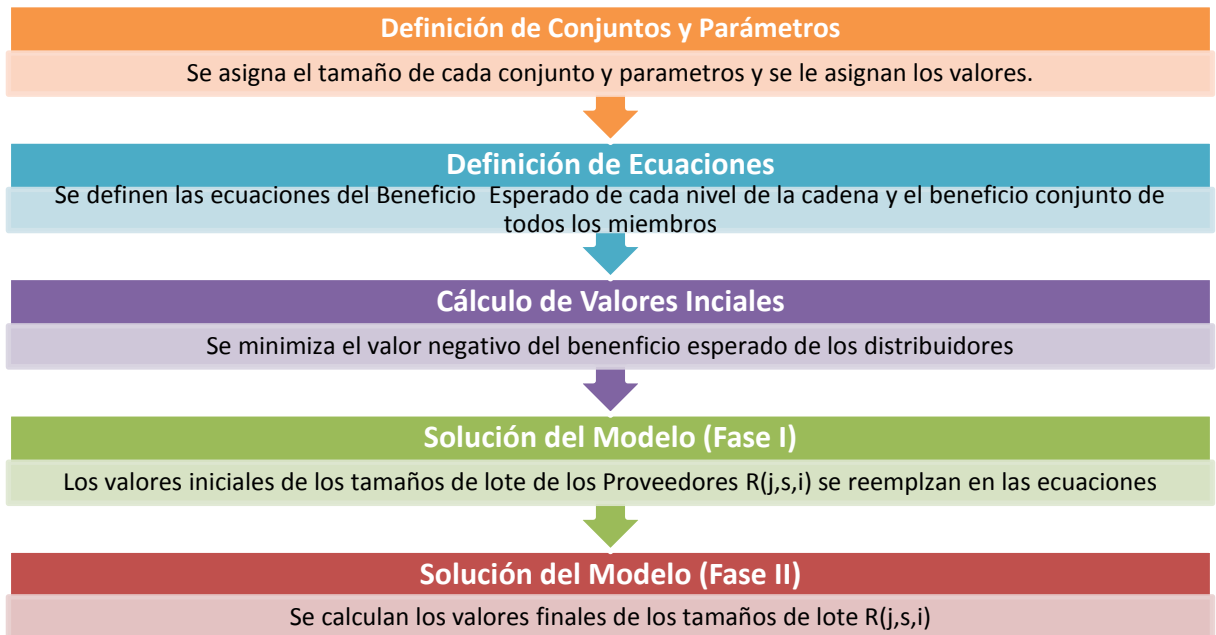 Definición de Conjuntos y Parámetros
Se asigna el tamaño de cada conjunto y parametros y se le asignan los valores.
Definición de Ecuaciones
Se definen las ecuaciones del Beneficio Esperado de cada nivel de la cadena y el beneficio conjunto de
todos los miembros
Cálculo de Valores Inciales
Se minimiza el valor negativo del benenficio esperado de los distribuidores
Solución del Modelo (Fase I)
Los valores iniciales de los tamaños de lote de los Proveedores R(j,s,i) se reemplzan en las ecuaciones
Solución del Modelo (Fase II)
Se calculan los valores finales de los tamaños de lote R(j,s,i)